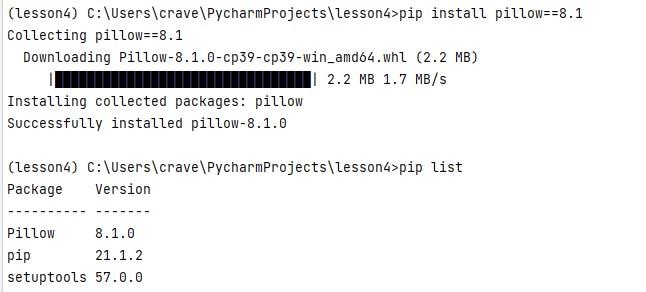 (lesson4) C:\Users\crave\PycharmProjects\lesson4>pip install pillow==8.1
Collecting pillow==8.1
  Downloading Pillow-8.1.0-cp39-cp39-win_amd64.whl (2.2 MB)
     |████████████████████████████████| 2.2 MB 1.7 MB/s
Installing collected packages: pillow
Successfully installed pillow-8.1.0

(lesson4) C:\Users\crave\PycharmProjects\lesson4>pip list
Package    Version
---------- -------
Pillow     8.1.0
pip        21.1.2
setuptools 57.0.0